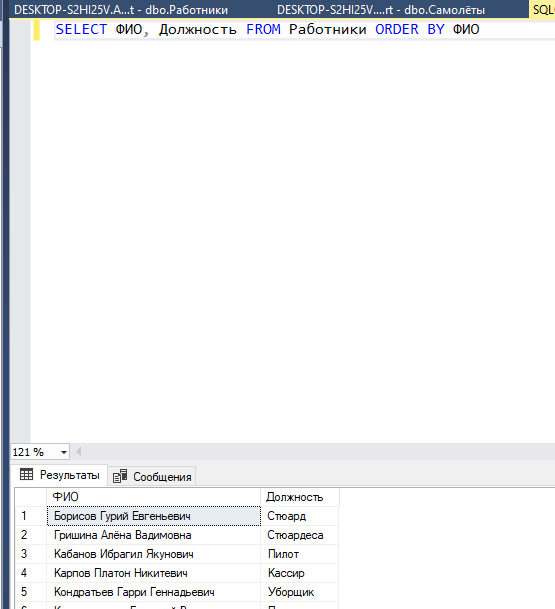 DESKTOP-S2HI25V.A...t - dbo.Работники DESKTOP-S2HI25V....rt - dbo.Самолёты SQL
SELECT ФИО, Должность FROM Работники ORDER BY ФИО
121 %
Результаты Сообщения
ФИО Должность
1 Борисов Гурий Евгеньевич Стюард
2 Гришина Алёна Вадимовна Стюардеса
3 Кабанов Ибрагил Якунович Пилот
4 Карпов Платон Никитевич Кассир
5 Кондратьев Гарри Геннадьевич Уборщик